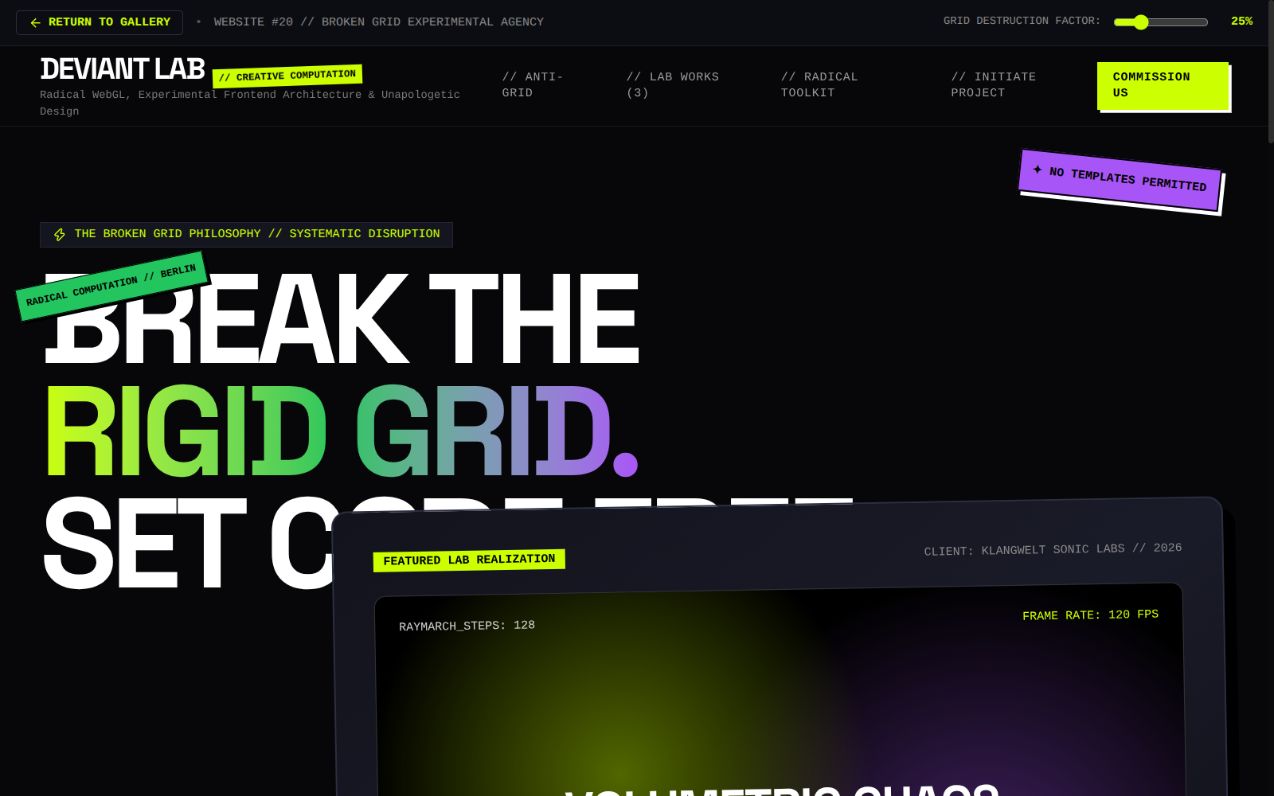 RETURN TO GALLERY
• WEBSITE #20 // BROKEN GRID EXPERIMENTAL AGENCY
GRID DESTRUCTION FACTOR:
25%
DEVIANT LAB
// CREATIVE COMPUTATION
Radical WebGL, Experimental Frontend Architecture & Unapologetic
Design
// ANTI-
GRID
// LAB WORKS
(3)
// RADICAL
TOOLKIT
// INITIATE
PROJECT
COMMISSION
US
✦ NO TEMPLATES PERMITTED
THE BROKEN GRID PHILOSOPHY // SYSTEMATIC DISRUPTION
RADICAL COMPUTATION // BERLIN
BREAK THE
RIGID GRID.
SET
FEATURED LAB REALIZATION
CLIENT: KLANGWELT SONIC LABS // 2026
RAYMARCH_STEPS: 128
FRAME RATE: 120 FPS
VOLUMETRIC CHAOS